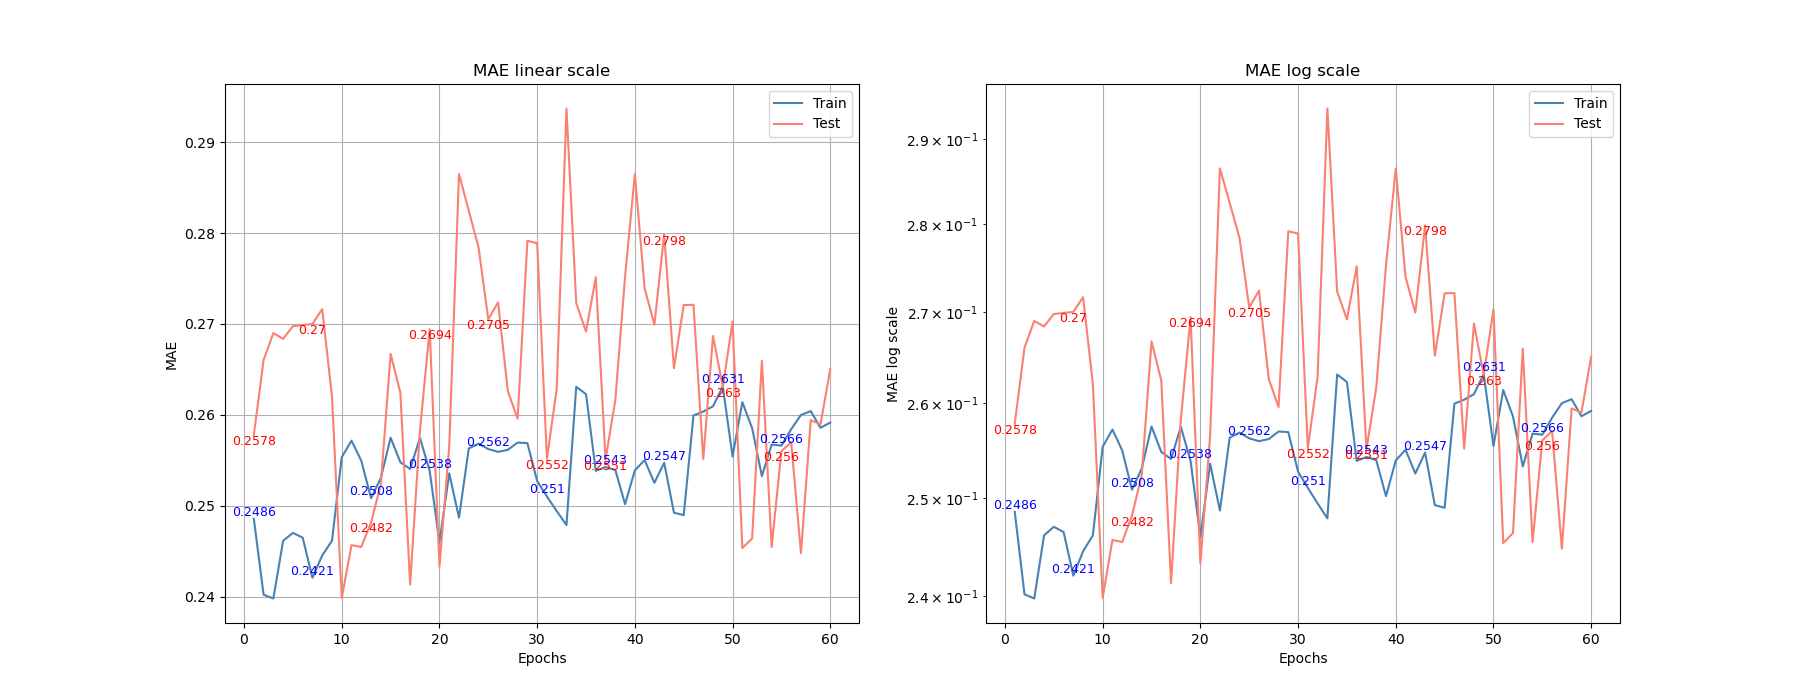 MAE linear scale
MAE
0.29
0.28
0.27
0.26
0.25
0.24
Train
Test
0.2578
0.27
0.2482
0.2694
0.2705
0.2552
0.2551
0.2798
0.263
0.256
0.2486
0.2421
0.2508
0.2538
0.2562
0.251
0.2543
0.2547
0.2631
0.2566
0 10 20 30 40 50 60
Epochs
MAE log scale
MAE log scale
2.9 × 10⁻¹
2.8 × 10⁻¹
2.7 × 10⁻¹
2.6 × 10⁻¹
2.5 × 10⁻¹
2.4 × 10⁻¹
Train
Test
0.2578
0.27
0.2482
0.2694
0.2705
0.2552
0.2551
0.2798
0.263
0.256
0.2486
0.2421
0.2508
0.2538
0.2562
0.251
0.2543
0.2547
0.2631
0.2566
0 10 20 30 40 50 60
Epochs